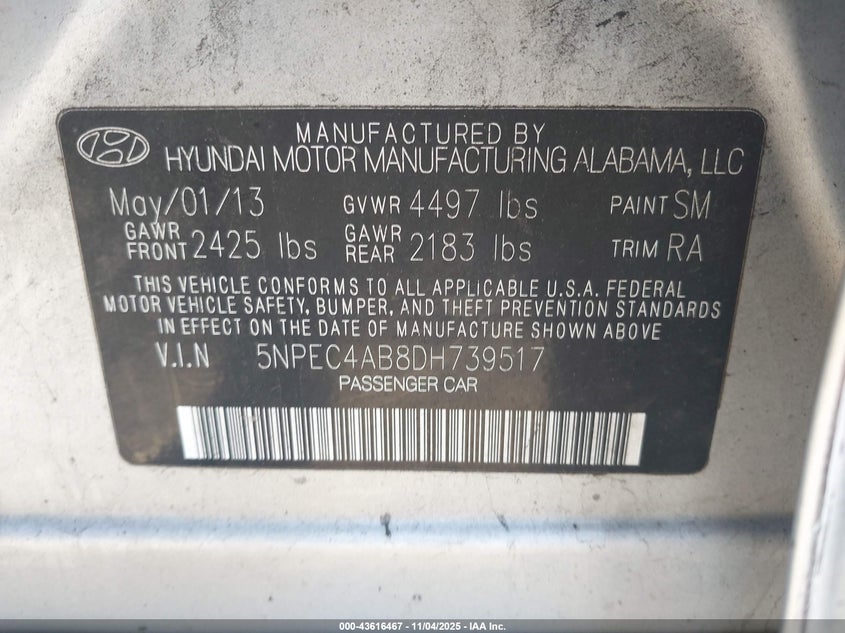 MANUFACTURED BY
HYUNDAI MOTOR MANUFACTURING ALABAMA, LLC
May/01/13 GVWR 4497 lbs PAINT SM
GAWR FRONT 2425 lbs GAWR REAR 2183 lbs TRIM RA
THIS VEHICLE CONFORMS TO ALL APPLICABLE U.S.A. FEDERAL
MOTOR VEHICLE SAFETY, BUMPER, AND THEFT PREVENTION STANDARDS
IN EFFECT ON THE DATE OF MANUFACTURE SHOWN ABOVE
V.I.N 5NPEC4AB8DH739517
PASSENGER CAR
000-43616467 - 11/04/2025 - IAA Inc.